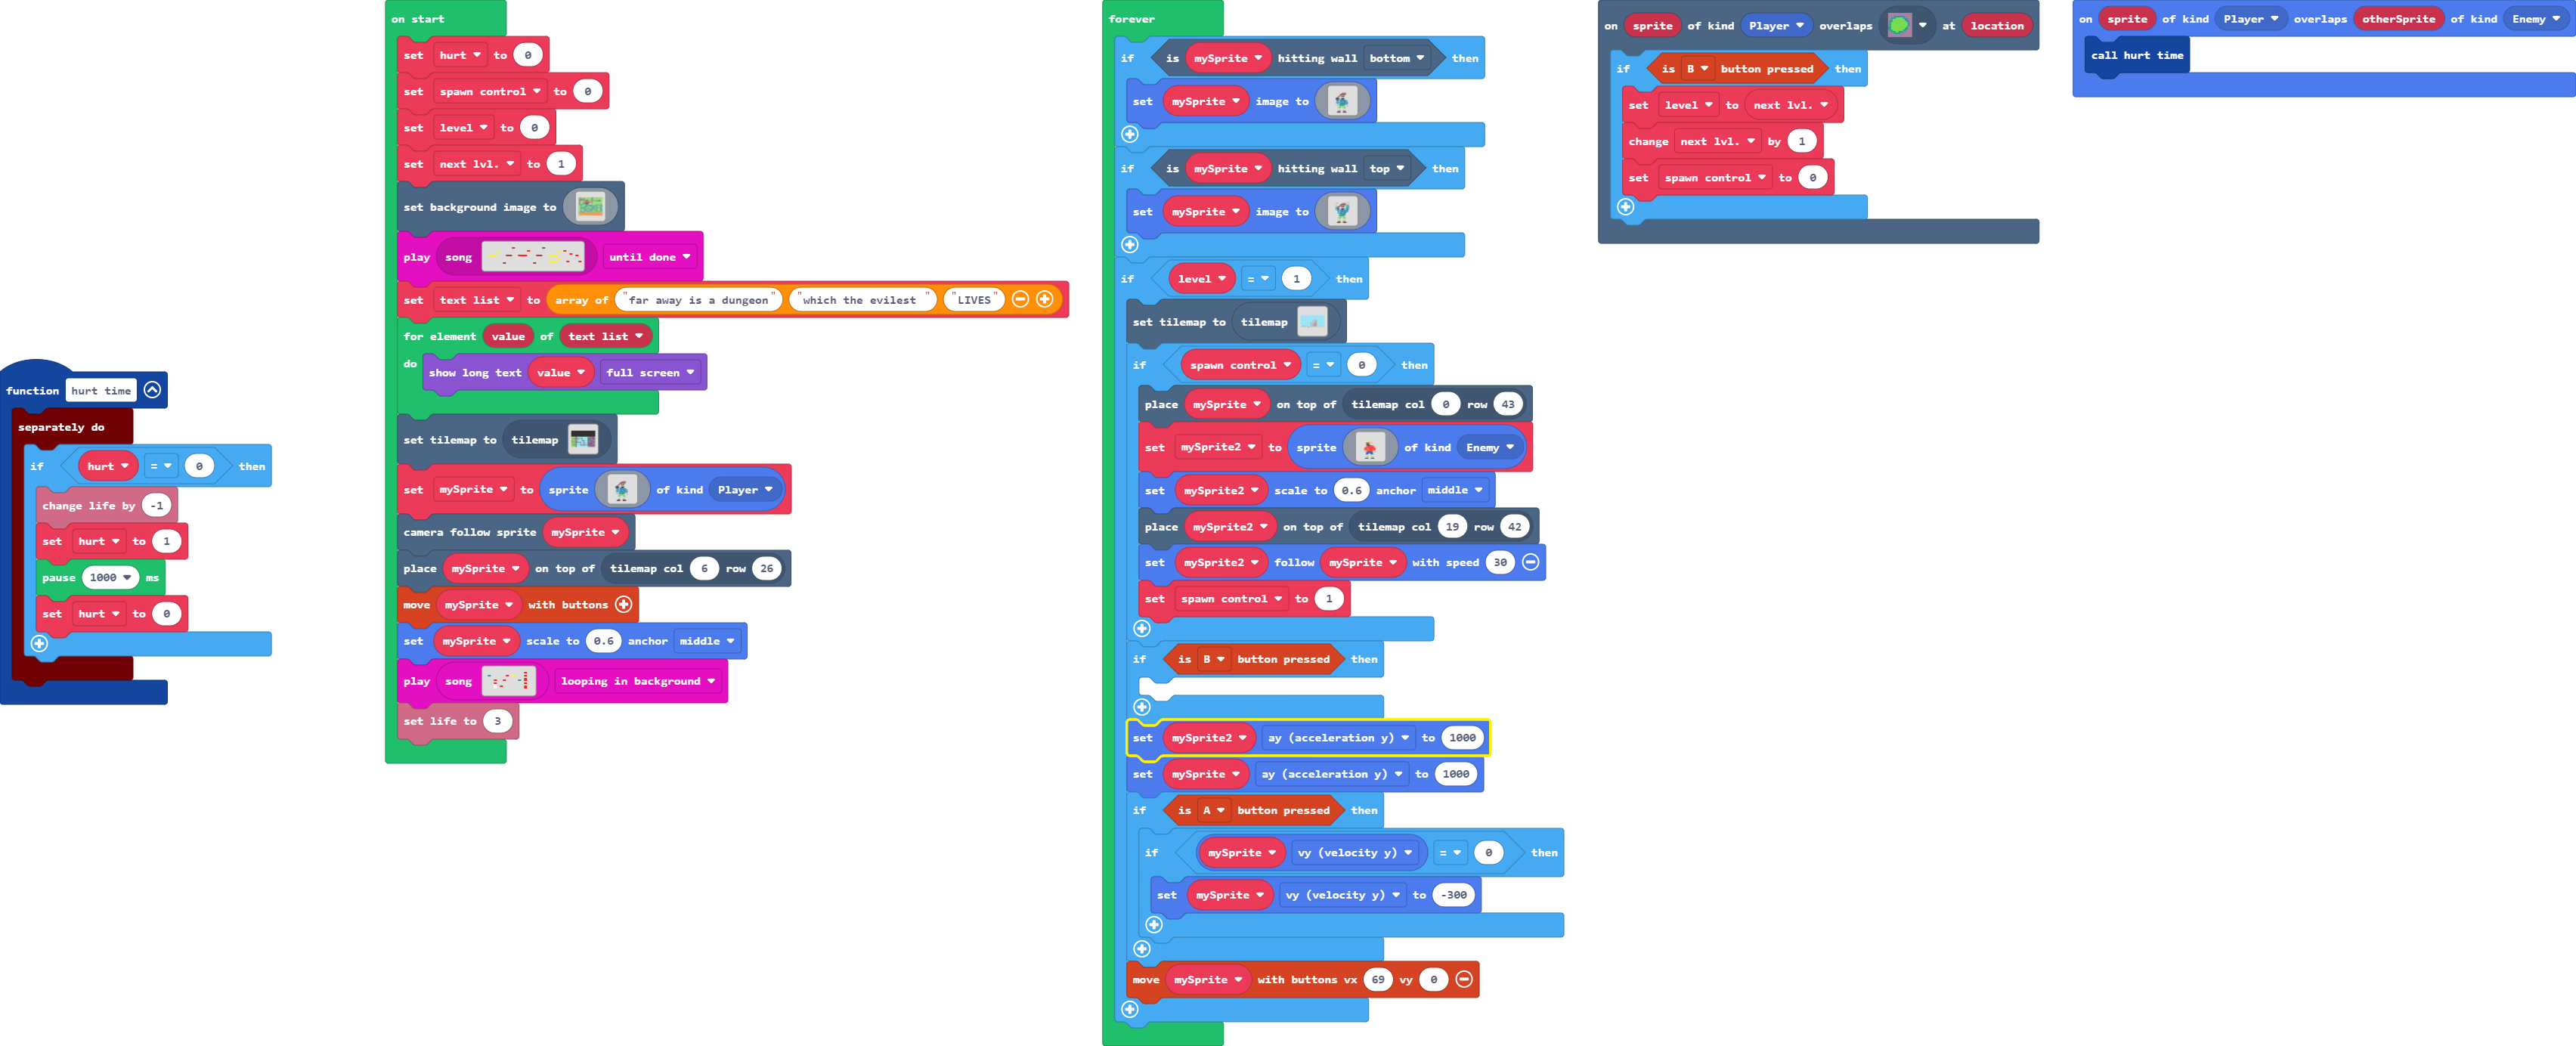 function hurt time
separately do
if hurt = 0 then
change life by -1
set hurt to 1
pause 1000 ms
set hurt to 0
on start
set hurt to 0
set spawn control to 0
set level to 0
set next lvl. to 1
set background image to
play song until done
set text list to array of "far away is a dungeon" "which the evilest " "LIVES"
for element value of text list
do show long text value full screen
set tilemap to tilemap
set mySprite to sprite of kind Player
camera follow sprite mySprite
place mySprite on top of tilemap col 6 row 26
move mySprite with buttons
set mySprite scale to 0.6 anchor middle
play song looping in background
set life to 3
forever
if is mySprite hitting wall bottom then
set mySprite image to
if is mySprite hitting wall top then
set mySprite image to
if level = 1 then
set tilemap to tilemap
if spawn control = 0 then
place mySprite on top of tilemap col 0 row 43
set mySprite2 to sprite of kind Enemy
set mySprite2 scale to 0.6 anchor middle
place mySprite2 on top of tilemap col 19 row 42
set mySprite2 follow mySprite with speed 30
set spawn control to 1
if is B button pressed then
set mySprite2 ay (acceleration y) to 1000
set mySprite ay (acceleration y) to 1000
if is A button pressed then
if mySprite vy (velocity y) = 0 then
set mySprite vy (velocity y) to -300
move mySprite with buttons vx 69 vy 0
on sprite of kind Player overlaps at location
if is B button pressed then
set level to next lvl.
change next lvl. by 1
set spawn control to 0
on sprite of kind Player overlaps otherSprite of kind Enemy
call hurt time